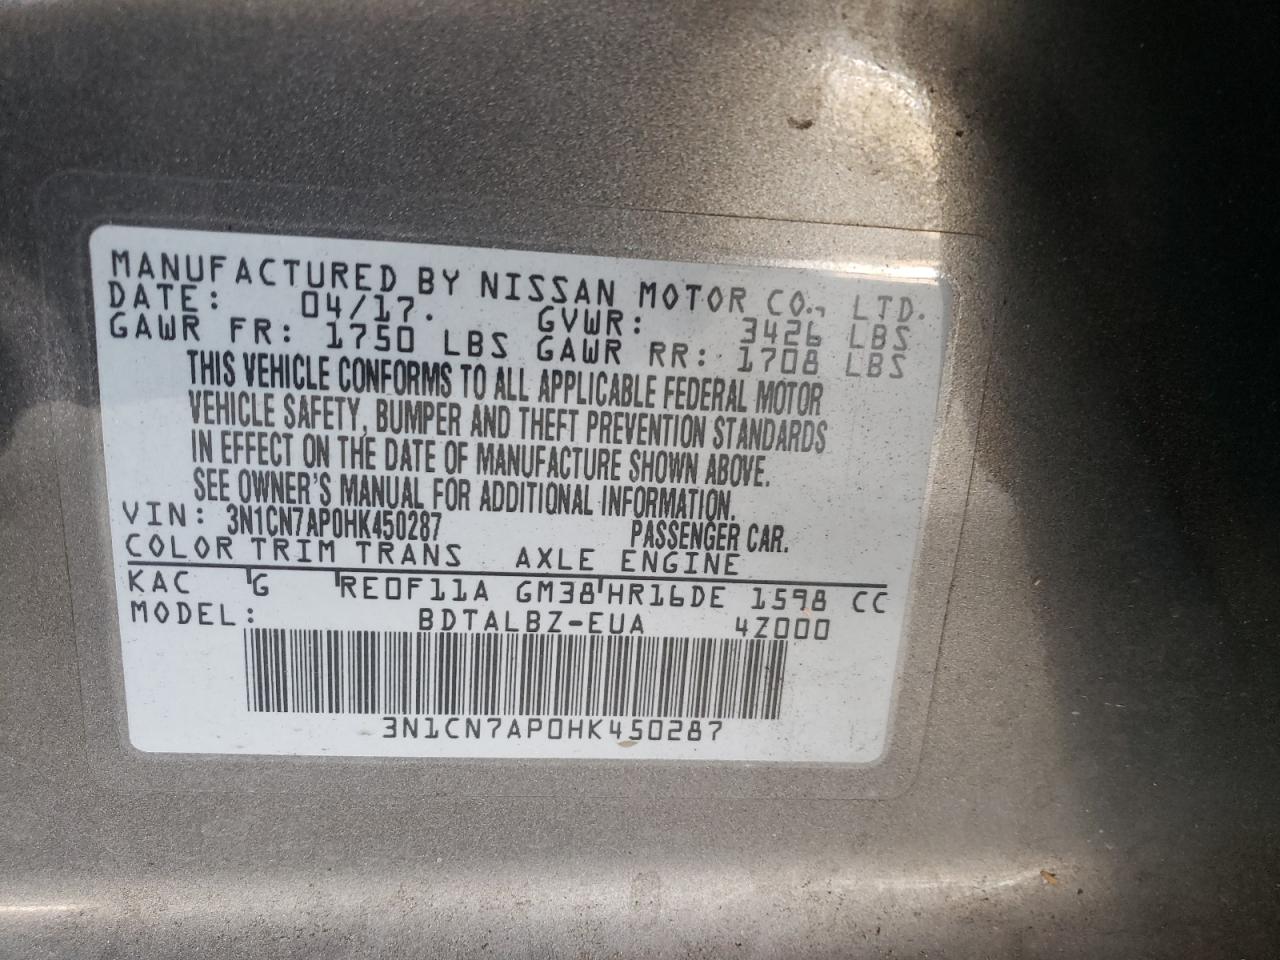 MANUFACTURED BY NISSAN MOTOR CO., LTD.
DATE: 04/17. GVWR: 3426 LBS
GAWR FR: 1750 LBS GAWR RR: 1708 LBS
THIS VEHICLE CONFORMS TO ALL APPLICABLE FEDERAL MOTOR
VEHICLE SAFETY, BUMPER AND THEFT PREVENTION STANDARDS
IN EFFECT ON THE DATE OF MANUFACTURE SHOWN ABOVE.
SEE OWNER'S MANUAL FOR ADDITIONAL INFORMATION.
VIN: 3N1CN7AP0HK450287 PASSENGER CAR.
COLOR TRIM TRANS AXLE ENGINE
KAC G RE0F11A GM38 HR16DE 1598 CC
MODEL: BDTALBZ-EUA 4Z000
3N1CN7AP0HK450287